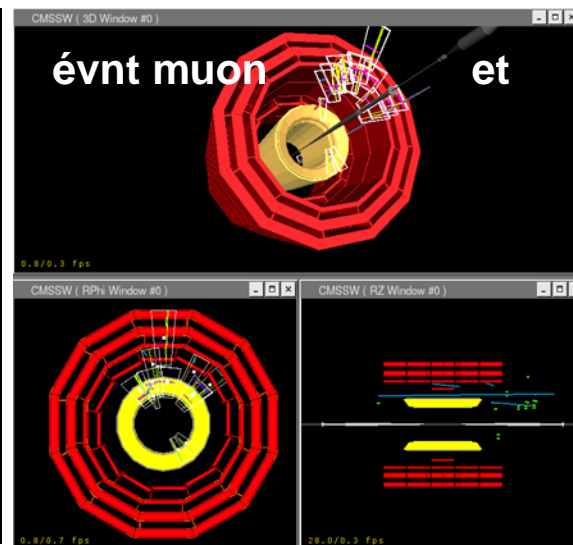 CMSSW ( 3D Window #0)
évnt muon et
0.8/0.3 fps
CMSSW ( RPhi Window #0)
0.8/0.7 fps
CMSSW ( RZ Window #0)
28.0/0.3 fps